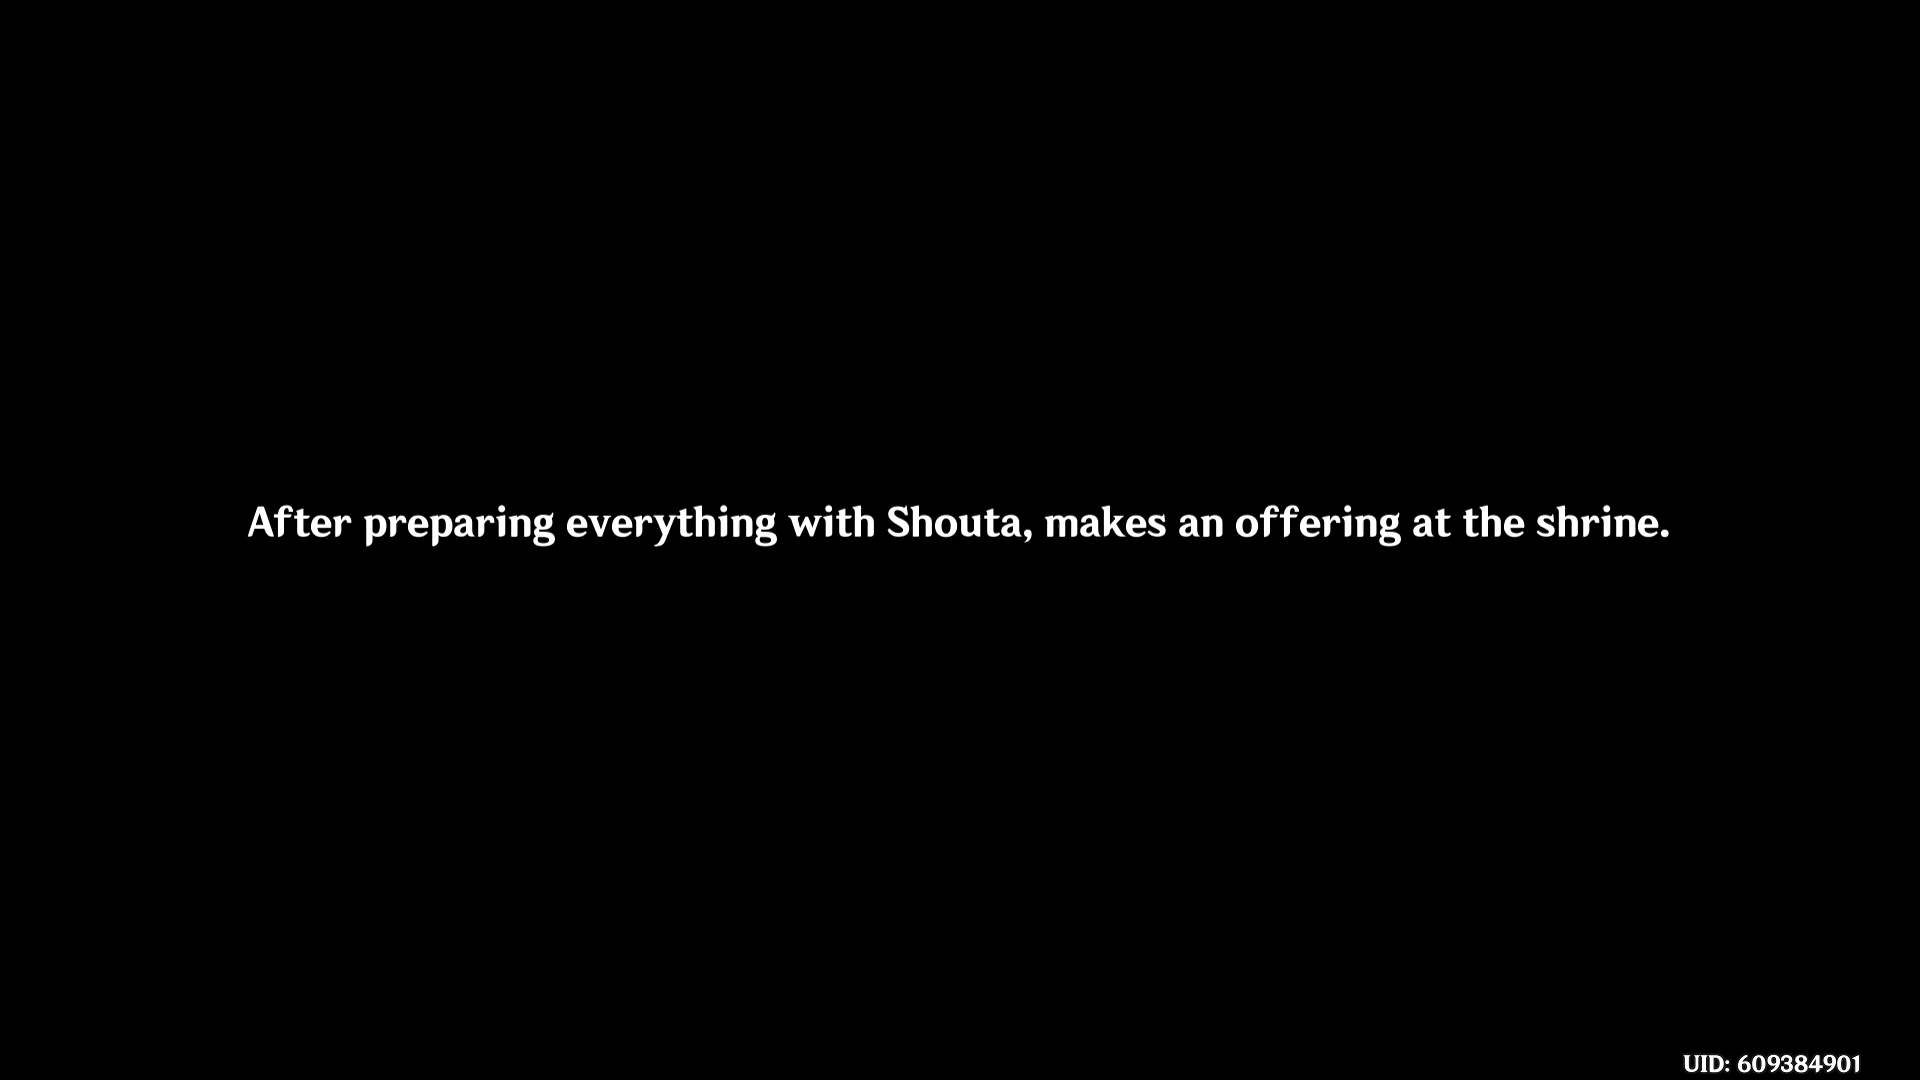 After preparing everything with Shouta, makes an offering at the shrine.
UID: 609384901